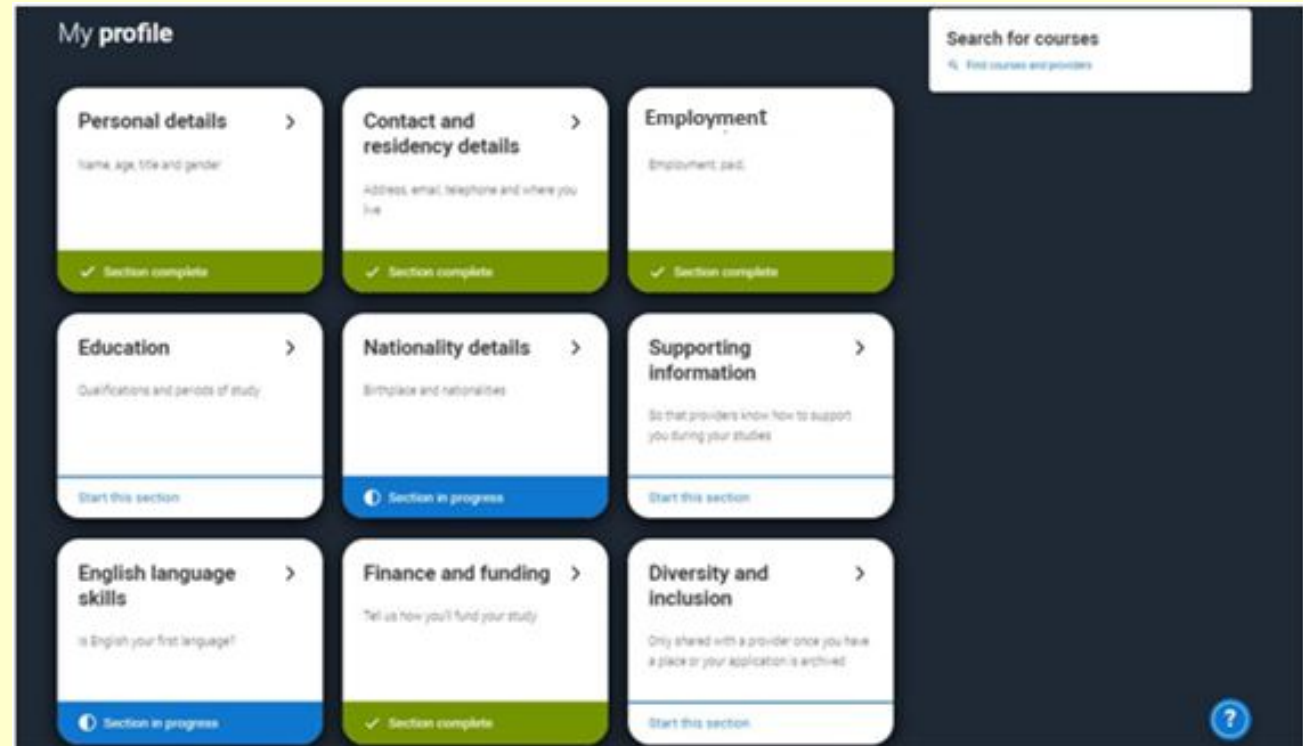 My profile
Search for courses
Find courses and providers
Personal details
Name, age, title and gender
Section complete
Contact and
residency details
Address, email, telephone and where you
live
Section complete
Employment
Employment, paid,
Section complete
Education
Qualifications and periods of study
Start this section
Nationality details
Birthplace and nationalities
Section in progress
Supporting
information
So that providers know how to support
you during your studies
Start this section
English language
skills
Is English your first language?
Section in progress
Finance and funding
Tell us how you'll fund your study
Section complete
Diversity and
inclusion
Only shared with a provider once you have
a place or your application is archived
Start this section
?